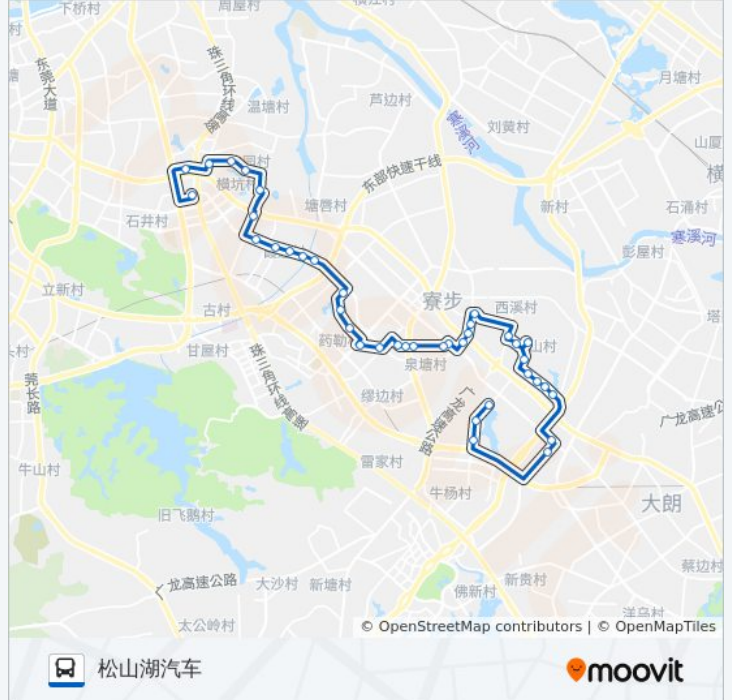 下桥村
周屋村
珠三角环线高速
东莞大道
月塘村
温塘村
芦边村
寒溪河
刘黄村
山厦
东部快速干线
横坑
横
塘唇村
新村
石涌村
石井村
寒溪河
彭屋村
立新村
寮步
西溪村
古村
塔
药勒
山村
甘屋村
泉塘村
珠三角环线高速
莞长路
缪边村
广龙高速公路
广龙高速公
雷家村
牛山村
牛杨村
大朗
旧飞鹅村
蔡边村
广龙高速公路
大沙村
新塘村
新贵村
佛新村
洋乌村
太公岭村
© OpenStreetMap contributors | © OpenMapTiles
松山湖汽车
moovit